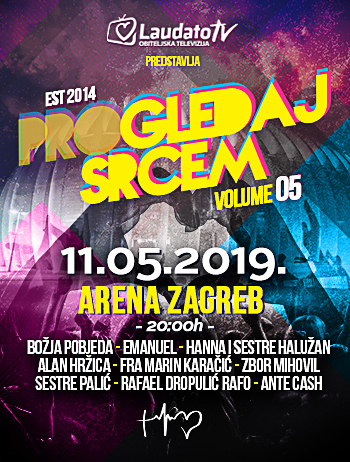 LaudatoTV
OBITELJSKA TELEVIZIJA
PREDSTAVLJA
EST 2014
PROGLEDAJ
SRCEM
VOLUME 05
11.05.2019.
ARENA ZAGREB
- 20:00h -
BOŽJA POBJEDA - EMANUEL - HANNA I SESTRE HALUŽAN
ALAN HRŽICA - FRA MARIN KARAČIĆ - ZBOR MIHOVIL
SESTRE PALIĆ - RAFAEL DROPULIĆ RAFO - ANTE CASH